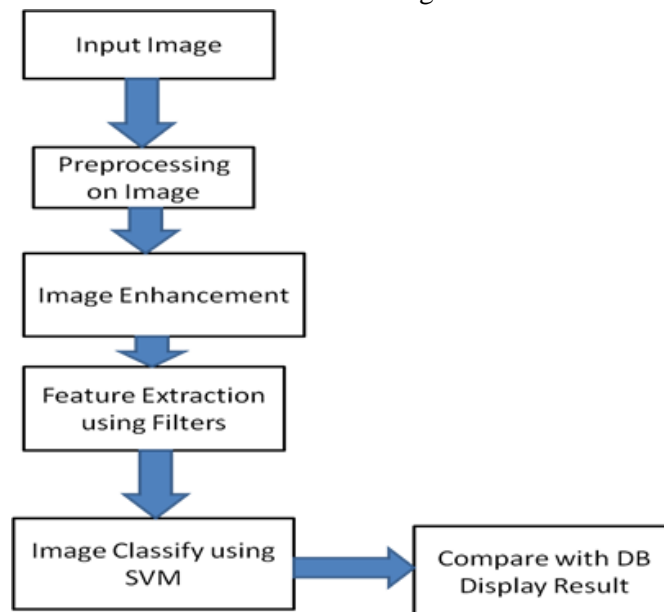 Input Image
Preprocessing
on Image
Image Enhancement
Feature Extraction
using Filters
Image Classify using
SVM
Compare with DB
Display Result